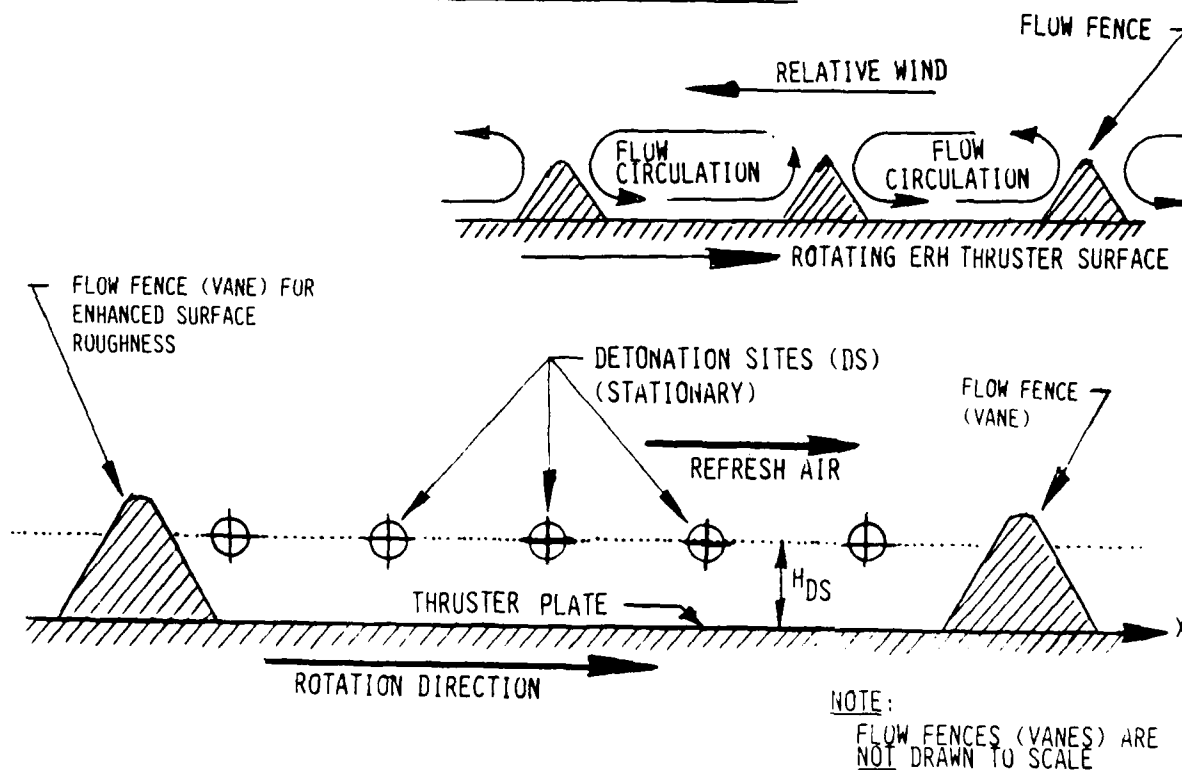 FLOW FENCE
RELATIVE WIND
FLOW
CIRCULATION
FLOW
CIRCULATION
ROTATING ERH THRUSTER SURFACE
FLOW FENCE (VANE) FOR
ENHANCED SURFACE
ROUGHNESS
DETONATION SITES (DS)
(STATIONARY)
FLOW FENCE
(VANE)
REFRESH AIR
HDS
THRUSTER PLATE
X
ROTATION DIRECTION
NOTE:
FLOW FENCES (VANES) ARE
NOT DRAWN TO SCALE